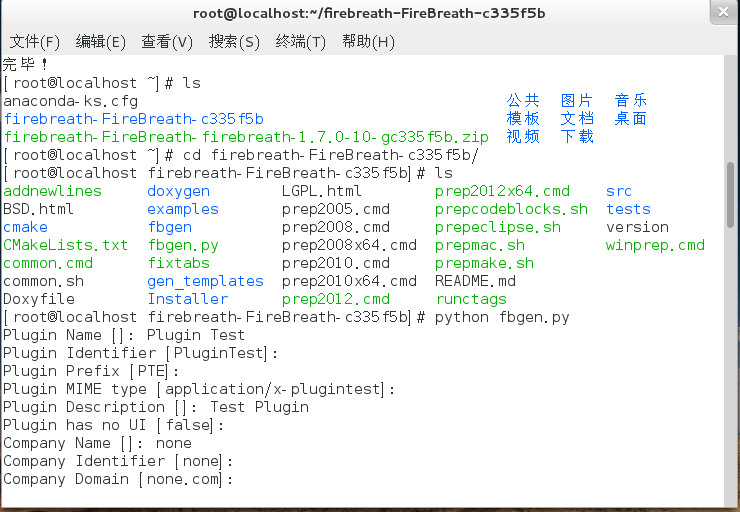 root@localhost:~/firebreath-FireBreath-c335f5b
文件(F) 编辑(E) 查看(V) 搜索(S) 终端(T) 帮助(H)
完毕！
[root@localhost ~]# ls
anaconda-ks.cfg 公共 图片 音乐
firebreath-FireBreath-c335f5b 模板 文档 桌面
firebreath-FireBreath-firebreath-1.7.0-10-gc335f5b.zip 视频 下载
[root@localhost ~]# cd firebreath-FireBreath-c335f5b/
[root@localhost firebreath-FireBreath-c335f5b]# ls
addnewlines doxygen LGPL.html prep2012x64.cmd src
BSD.html examples prep2005.cmd prepcodeblocks.sh tests
cmake fbgen prep2008.cmd prepeclipse.sh version
CMakeLists.txt fbgen.py prep2008x64.cmd prepmac.sh winprep.cmd
common.cmd fixtabs prep2010.cmd prepmake.sh
common.sh gen_templates prep2010x64.cmd README.md
Doxyfile Installer prep2012.cmd runctags
[root@localhost firebreath-FireBreath-c335f5b]# python fbgen.py
Plugin Name []: Plugin Test
Plugin Identifier [PluginTest]:
Plugin Prefix [PTE]:
Plugin MIME type [application/x-plugintest]:
Plugin Description []: Test Plugin
Plugin has no UI [false]:
Company Name []: none
Company Identifier [none]:
Company Domain [none.com]: